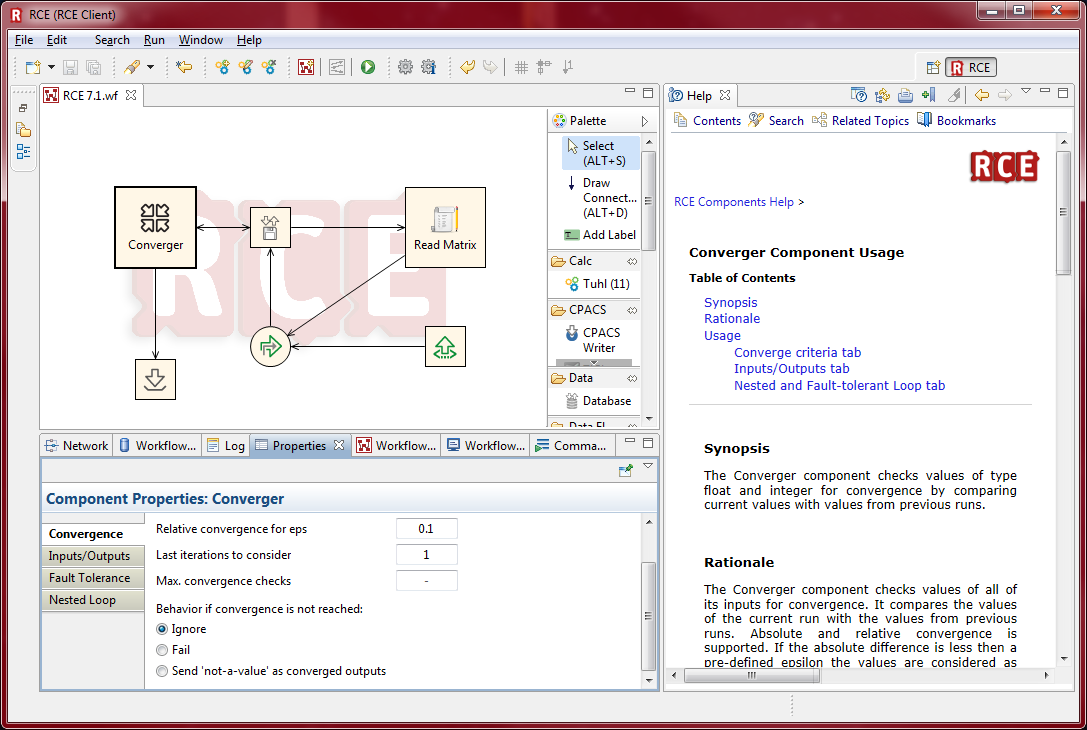 RCE (RCE Client)
File Edit Search Run Window Help
RCE
RCE 7.1.wf
RCE
Converger
Read Matrix
Palette
Select
(ALT+S)
Draw
Connect...
(ALT+D)
Add Label
Calc
Tuhl (11)
CPACS
CPACS
Writer
Data
Database
Network Workflow... Log Properties Workflow... Workflow... Comma...
Component Properties: Converger
Convergence
Inputs/Outputs
Fault Tolerance
Nested Loop
Relative convergence for eps 0.1
Last iterations to consider 1
Max. convergence checks -
Behavior if convergence is not reached:
Ignore
Fail
Send 'not-a-value' as converged outputs
Help
Contents Search Related Topics Bookmarks
RCE
RCE Components Help >
Converger Component Usage
Table of Contents
Synopsis
Rationale
Usage
Converge criteria tab
Inputs/Outputs tab
Nested and Fault-tolerant Loop tab
Synopsis
The Converger component checks values of type
float and integer for convergence by comparing
current values with values from previous runs.
Rationale
The Converger component checks values of all of
its inputs for convergence. It compares the values
of the current run with the values from previous
runs. Absolute and relative convergence is
supported. If the absolute difference is less then a
pre-defined epsilon the values are considered as